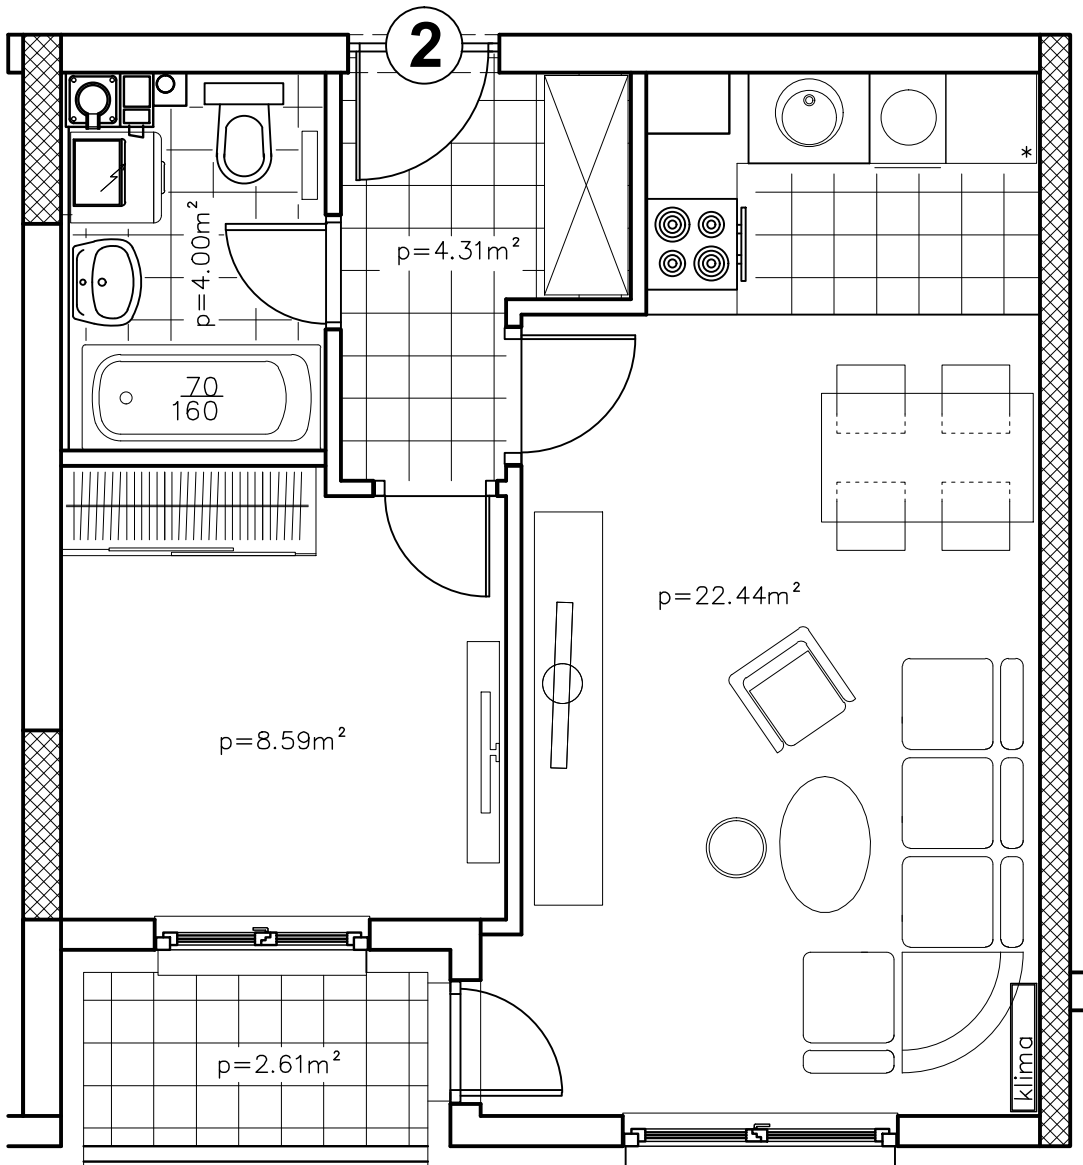 2
*
p=4.00m²
p=4.31m²
70
160
p=22.44m²
p=8.59m²
p=2.61m²
klima